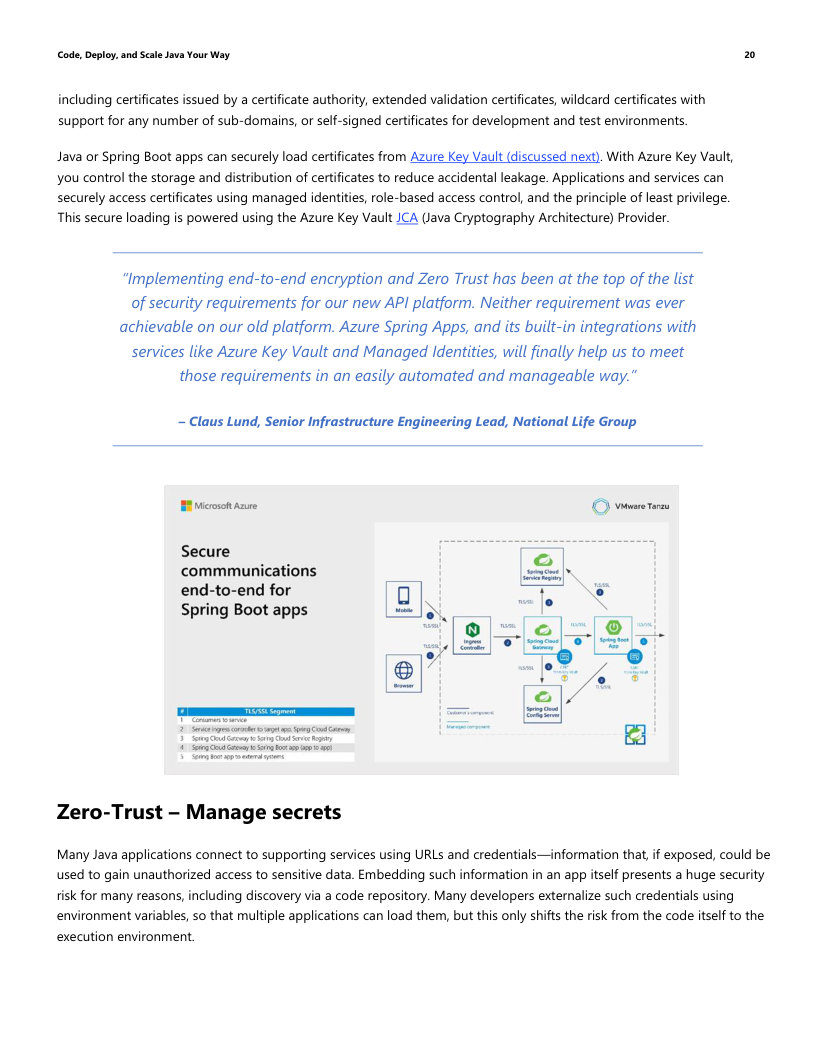 Code, Deploy, and Scale Java Your Way 20
including certificates issued by a certificate authority, extended validation certificates, wildcard certificates with
support for any number of sub-domains, or self-signed certificates for development and test environments.
Java or Spring Boot apps can securely load certificates from Azure Key Vault (discussed next). With Azure Key Vault,
you control the storage and distribution of certificates to reduce accidental leakage. Applications and services can
securely access certificates using managed identities, role-based access control, and the principle of least privilege.
This secure loading is powered using the Azure Key Vault JCA (Java Cryptography Architecture) Provider.
“Implementing end-to-end encryption and Zero Trust has been at the top of the list
of security requirements for our new API platform. Neither requirement was ever
achievable on our old platform. Azure Spring Apps, and its built-in integrations with
services like Azure Key Vault and Managed Identities, will finally help us to meet
those requirements in an easily automated and manageable way.”
– Claus Lund, Senior Infrastructure Engineering Lead, National Life Group
Microsoft Azure
VMware Tanzu
Secure
commmunications
end-to-end for
Spring Boot apps
# TLS/SSL Segment
1 Consumers to service
2 Service ingress controller to target app, Spring Cloud Gateway
3 Spring Cloud Gateway to Spring Cloud Service Registry
4 Spring Cloud Gateway to Spring Boot app (app to app)
5 Spring Boot app to external systems
Spring Cloud
Service Registry
TLS/SSL
TLS/SSL
Mobile
TLS/SSL
TLS/SSL
Browser
Ingress
Controller
TLS/SSL
Spring Cloud
Gateway
TLS/SSL
Spring Boot
App
TLS/SSL
TLS/SSL
TLS/SSL
Spring Cloud
Config Server
Customer's component
Managed component
Zero-Trust – Manage secrets
Many Java applications connect to supporting services using URLs and credentials—information that, if exposed, could be
used to gain unauthorized access to sensitive data. Embedding such information in an app itself presents a huge security
risk for many reasons, including discovery via a code repository. Many developers externalize such credentials using
environment variables, so that multiple applications can load them, but this only shifts the risk from the code itself to the
execution environment.